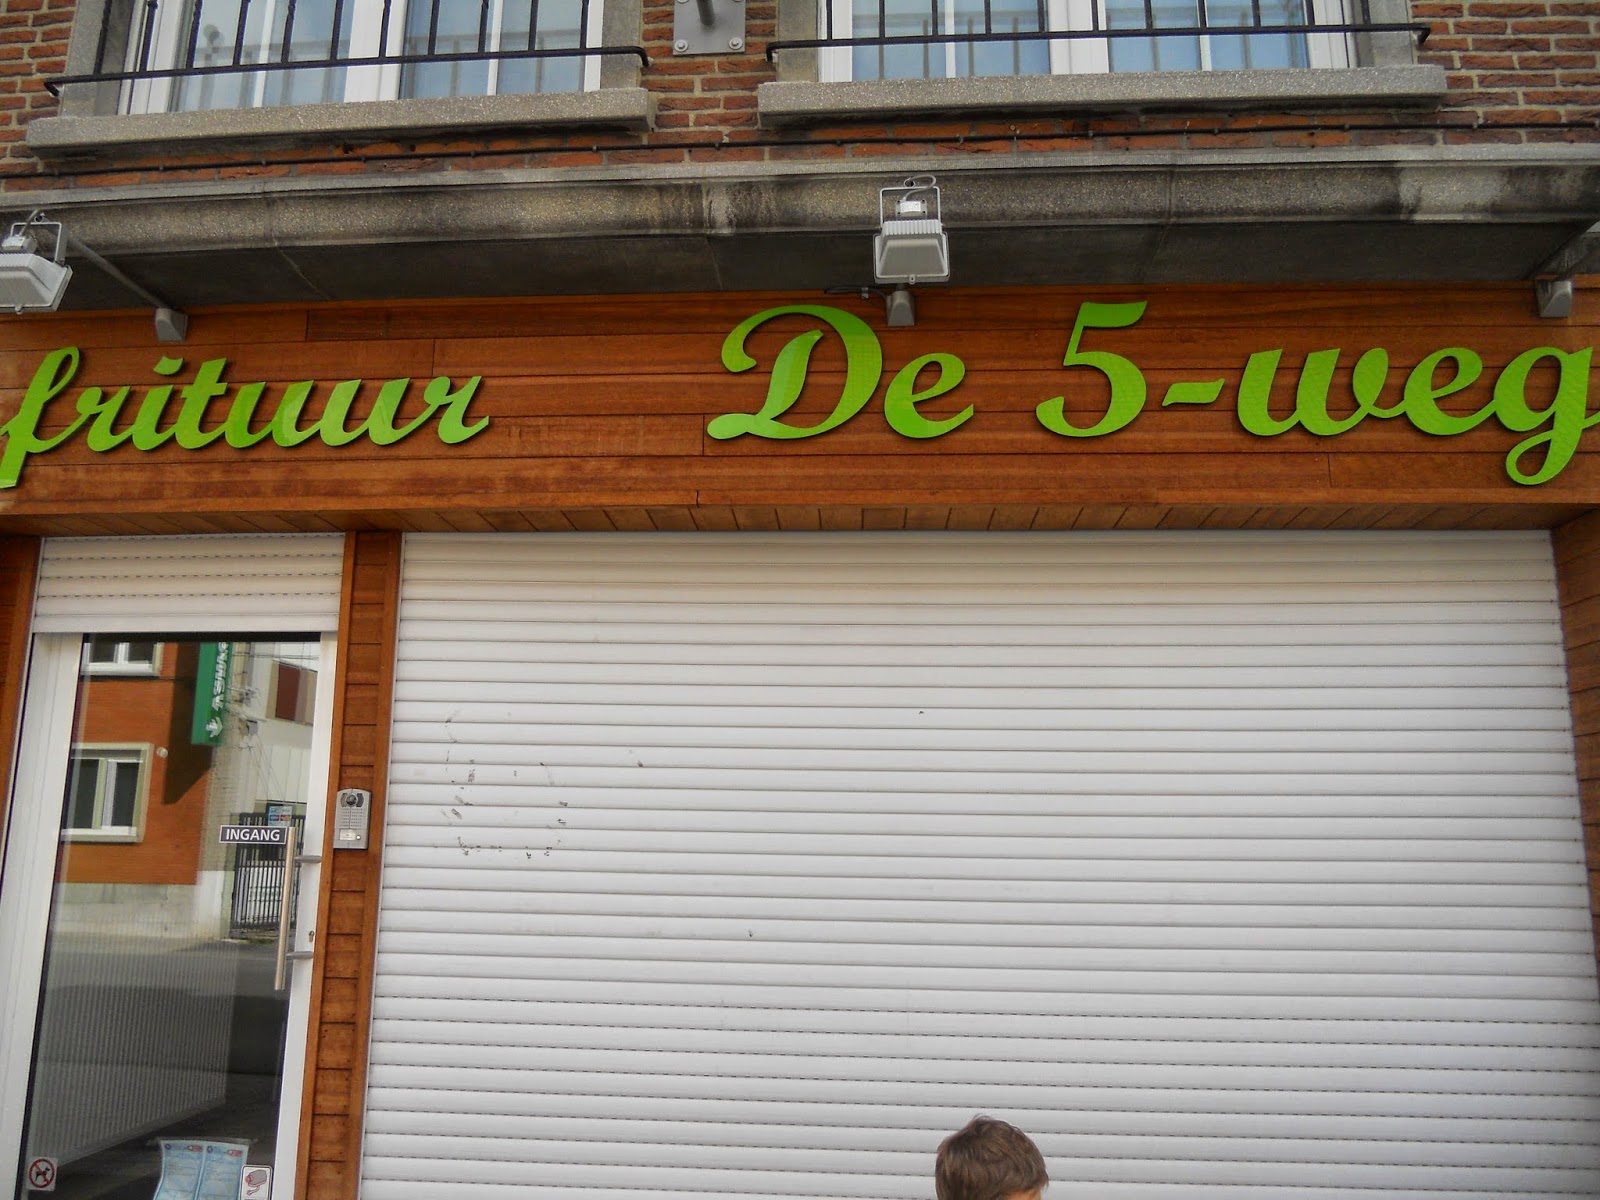 frituur De 5-weg
INGANG